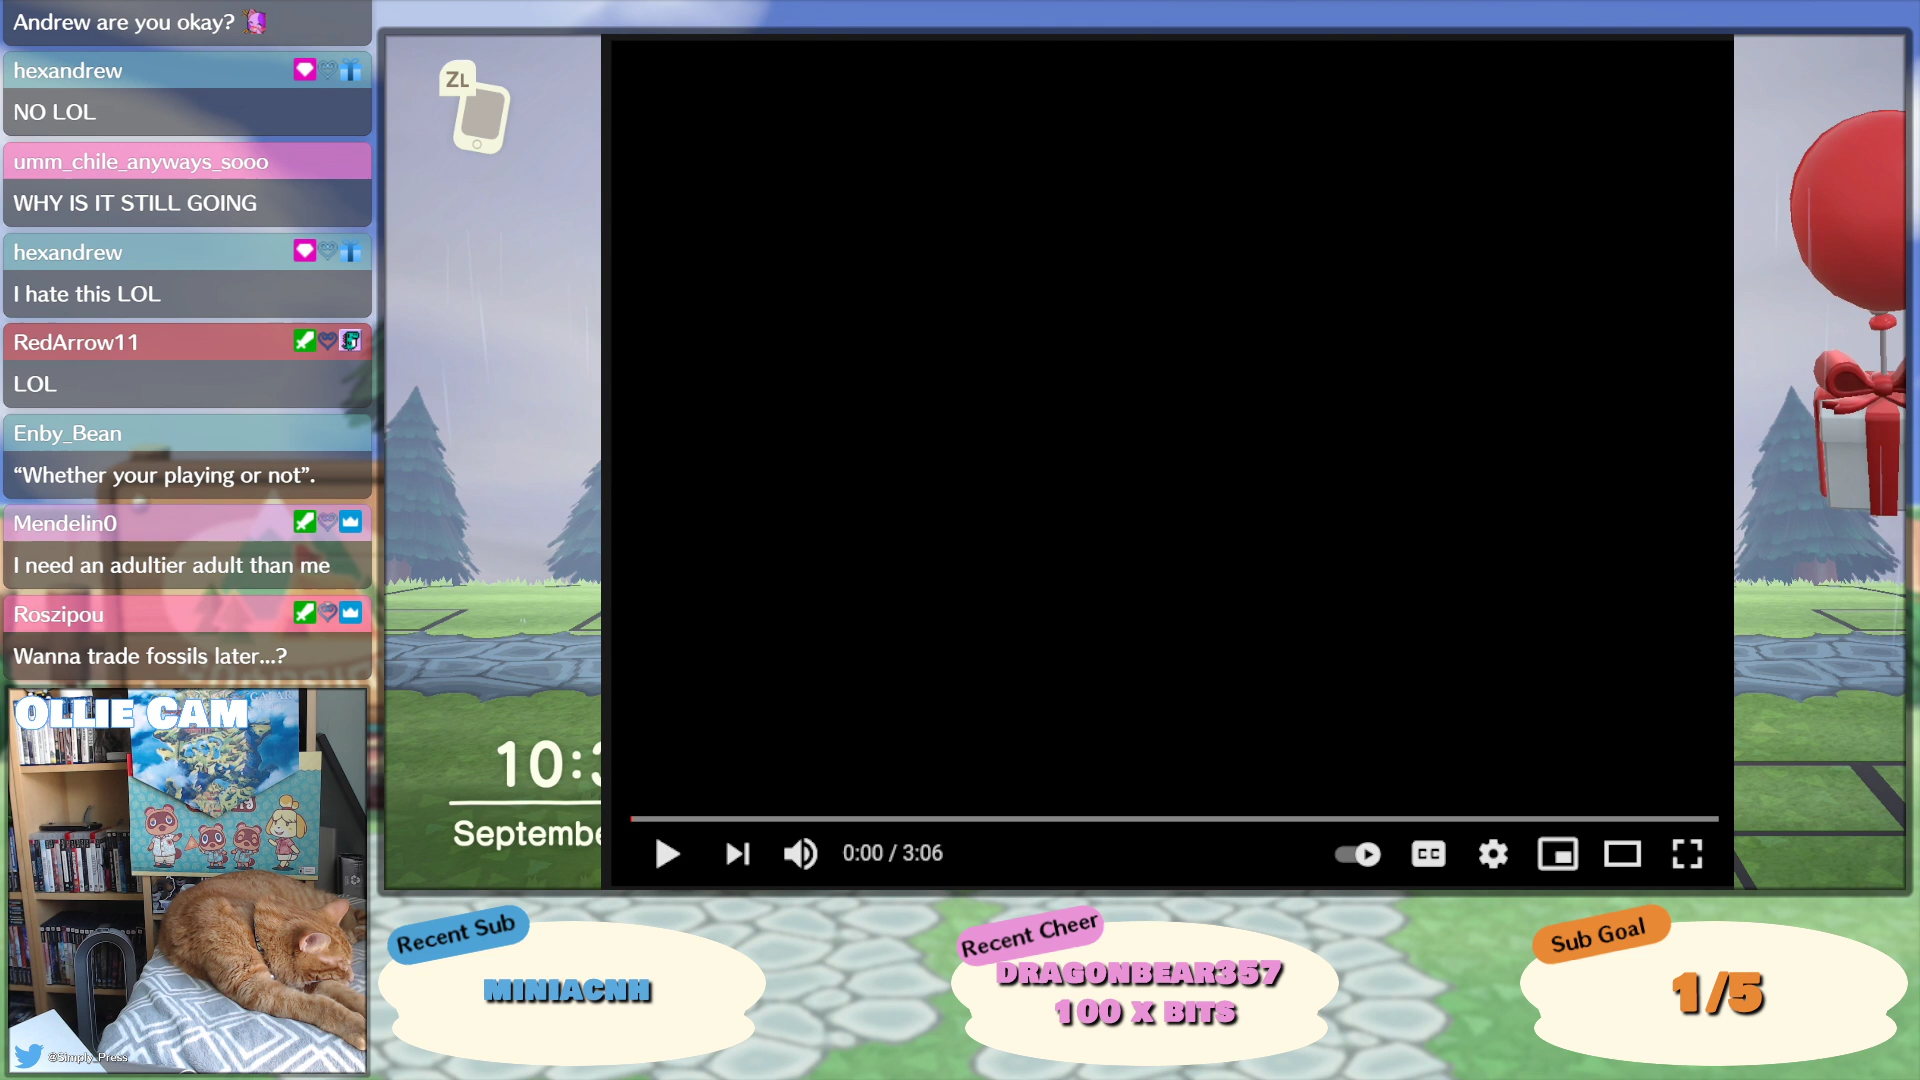 Andrew are you okay?
hexandrew
NO LOL
umm_chile_anyways_sooo
WHY IS IT STILL GOING
hexandrew
I hate this LOL
RedArrow11
LOL
Enby_Bean
“Whether your playing or not”.
Mendelin0
I need an adultier adult than me
Roszipou
Wanna trade fossils later...?
OLLIE CAM
@Simply_Press
ZL
10:3
Septembe
0:00 / 3:06
CC
Recent Sub
MINIACNH
Recent Cheer
DRAGONBEAR357
100 X BITS
Sub Goal
1/5